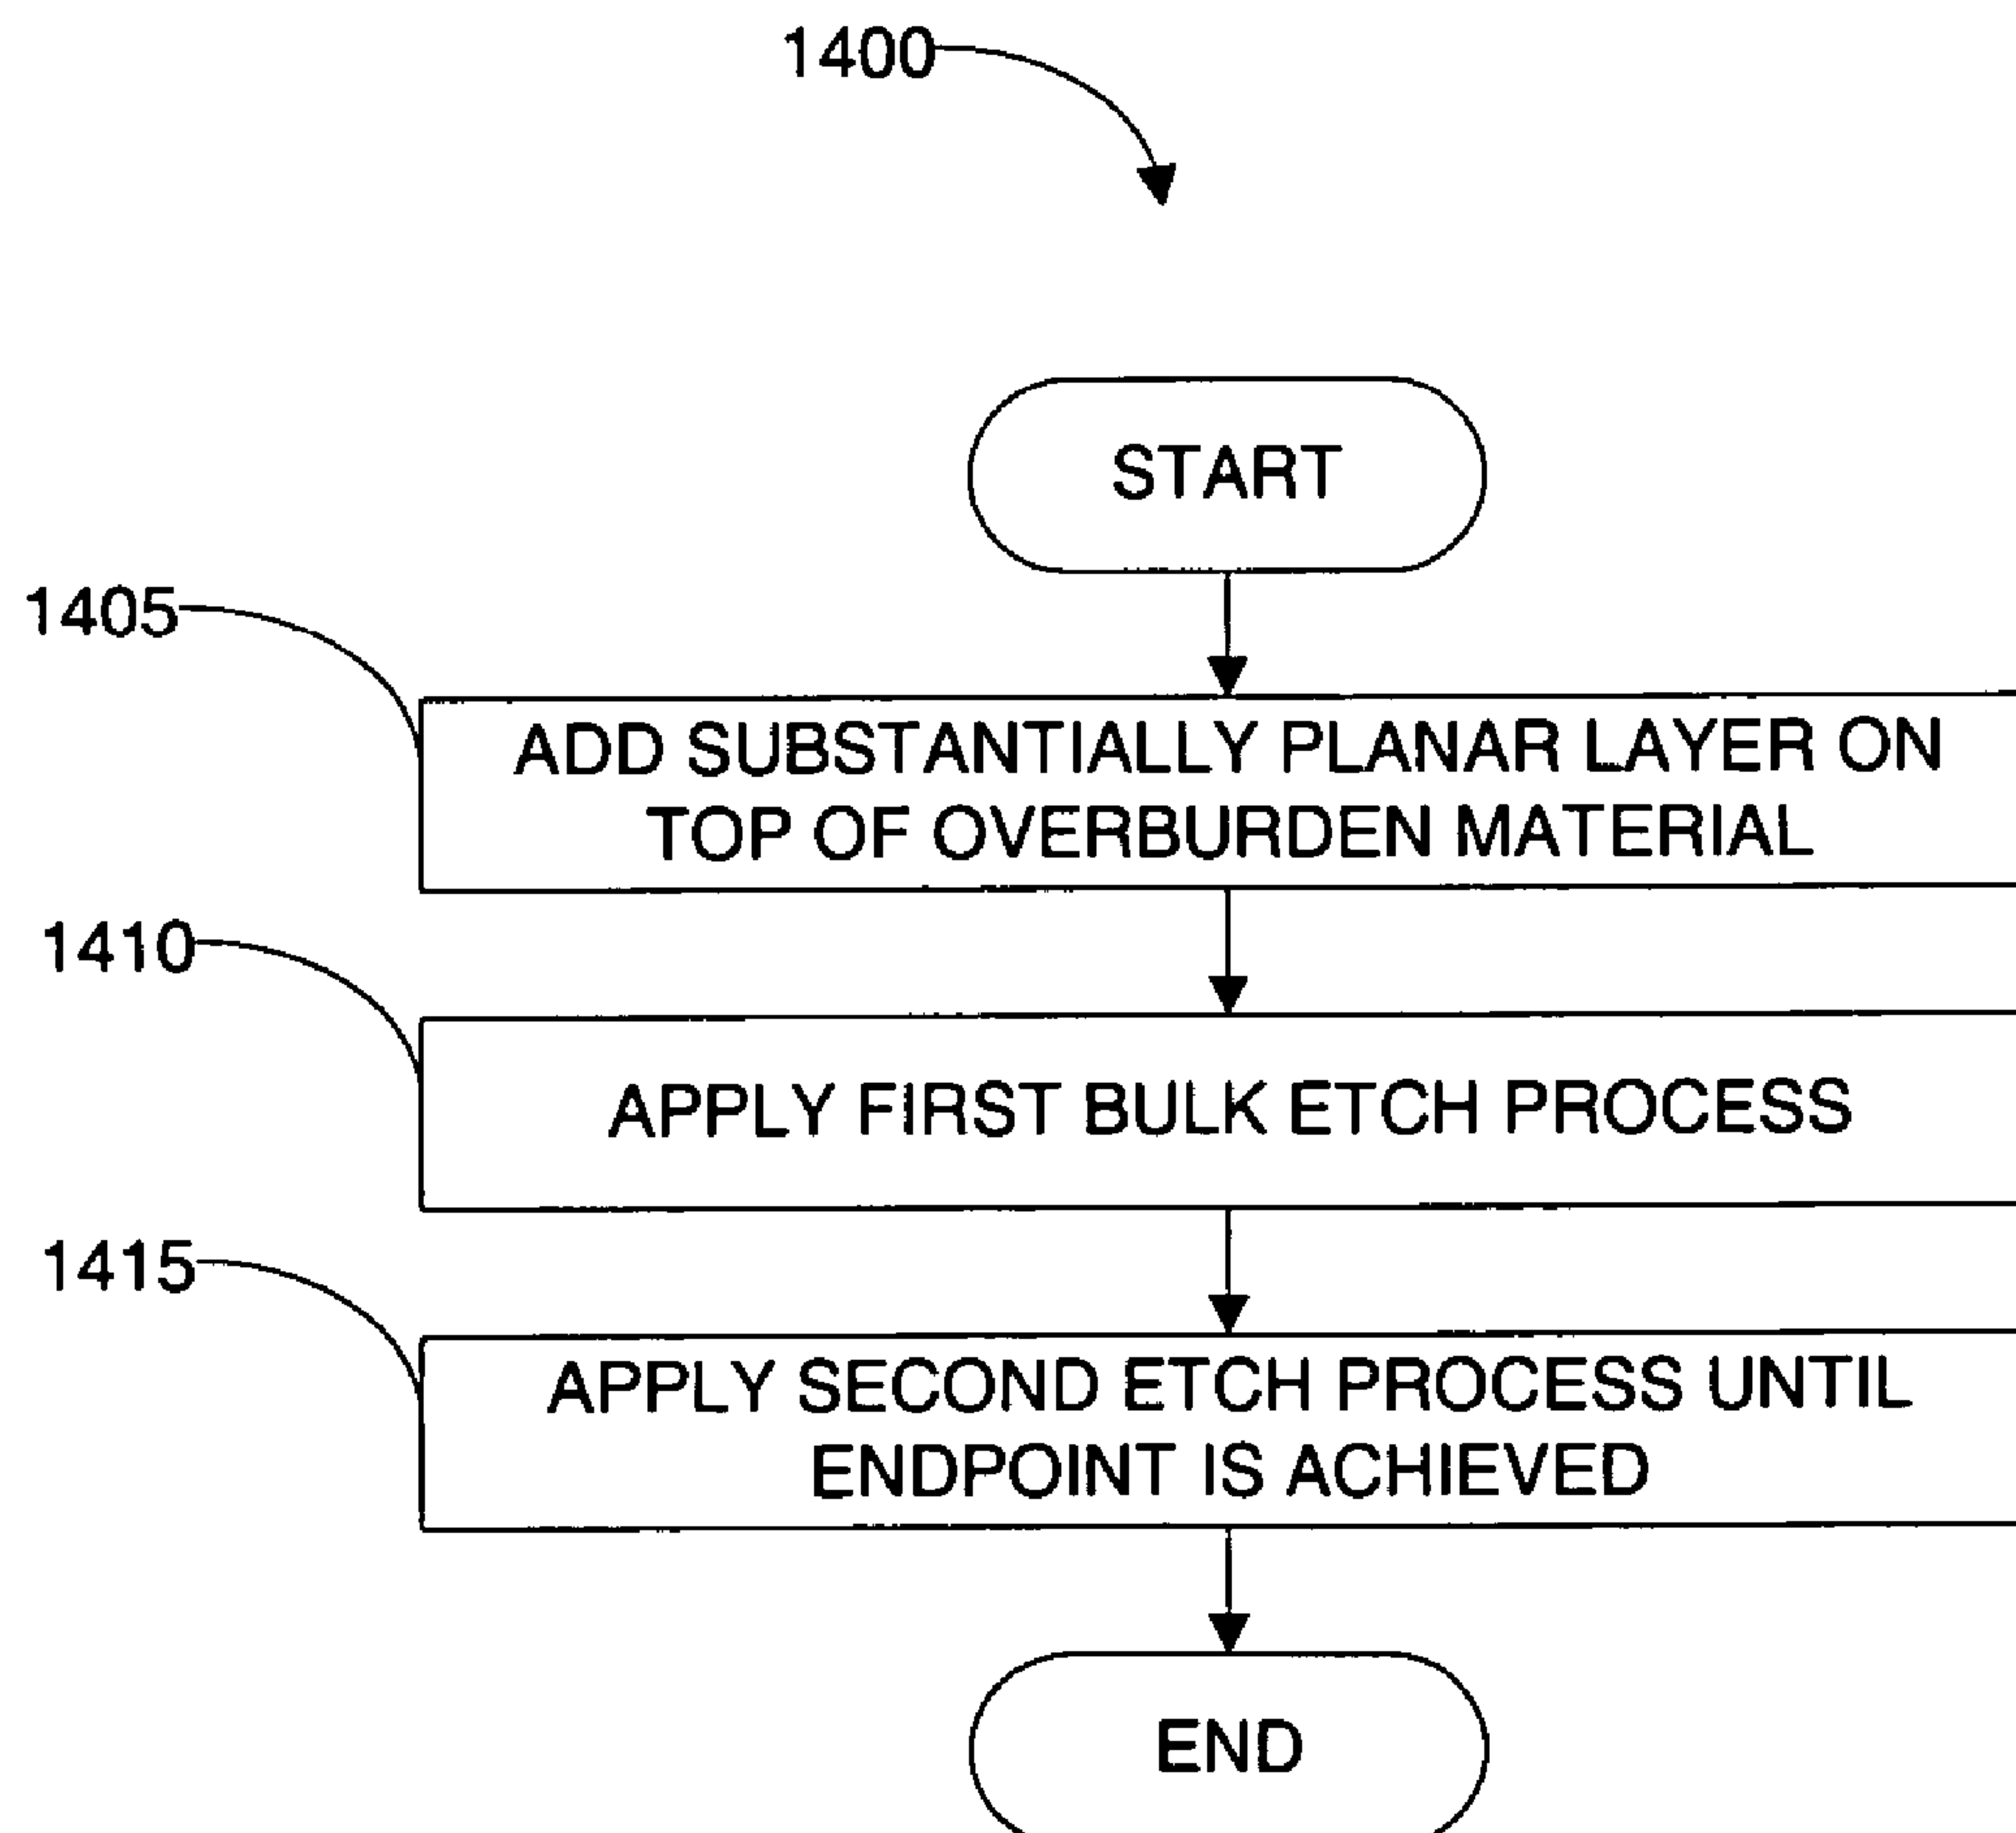 1400
START
1405
ADD SUBSTANTIALLY PLANAR LAYER ON
TOP OF OVERBURDEN MATERIAL
1410
APPLY FIRST BULK ETCH PROCESS
1415
APPLY SECOND ETCH PROCESS UNTIL
ENDPOINT IS ACHIEVED
END